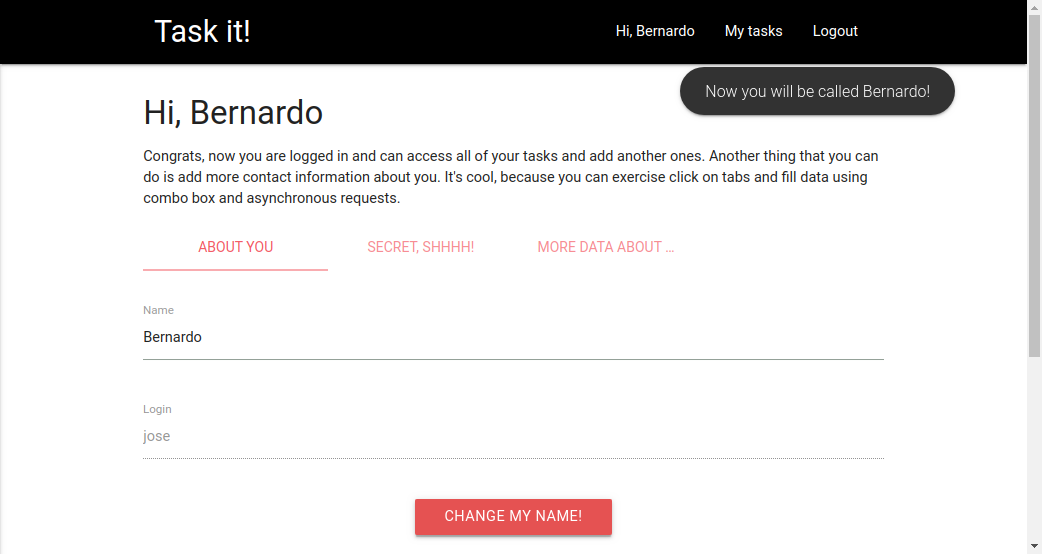 Task it!
Hi, Bernardo
My tasks
Logout
Now you will be called Bernardo!
Hi, Bernardo
Congrats, now you are logged in and can access all of your tasks and add another ones. Another thing that you can
do is add more contact information about you. It's cool, because you can exercise click on tabs and fill data using
combo box and asynchronous requests.
ABOUT YOU
SECRET, SHHHH!
MORE DATA ABOUT ...
Name
Bernardo
Login
jose
CHANGE MY NAME!